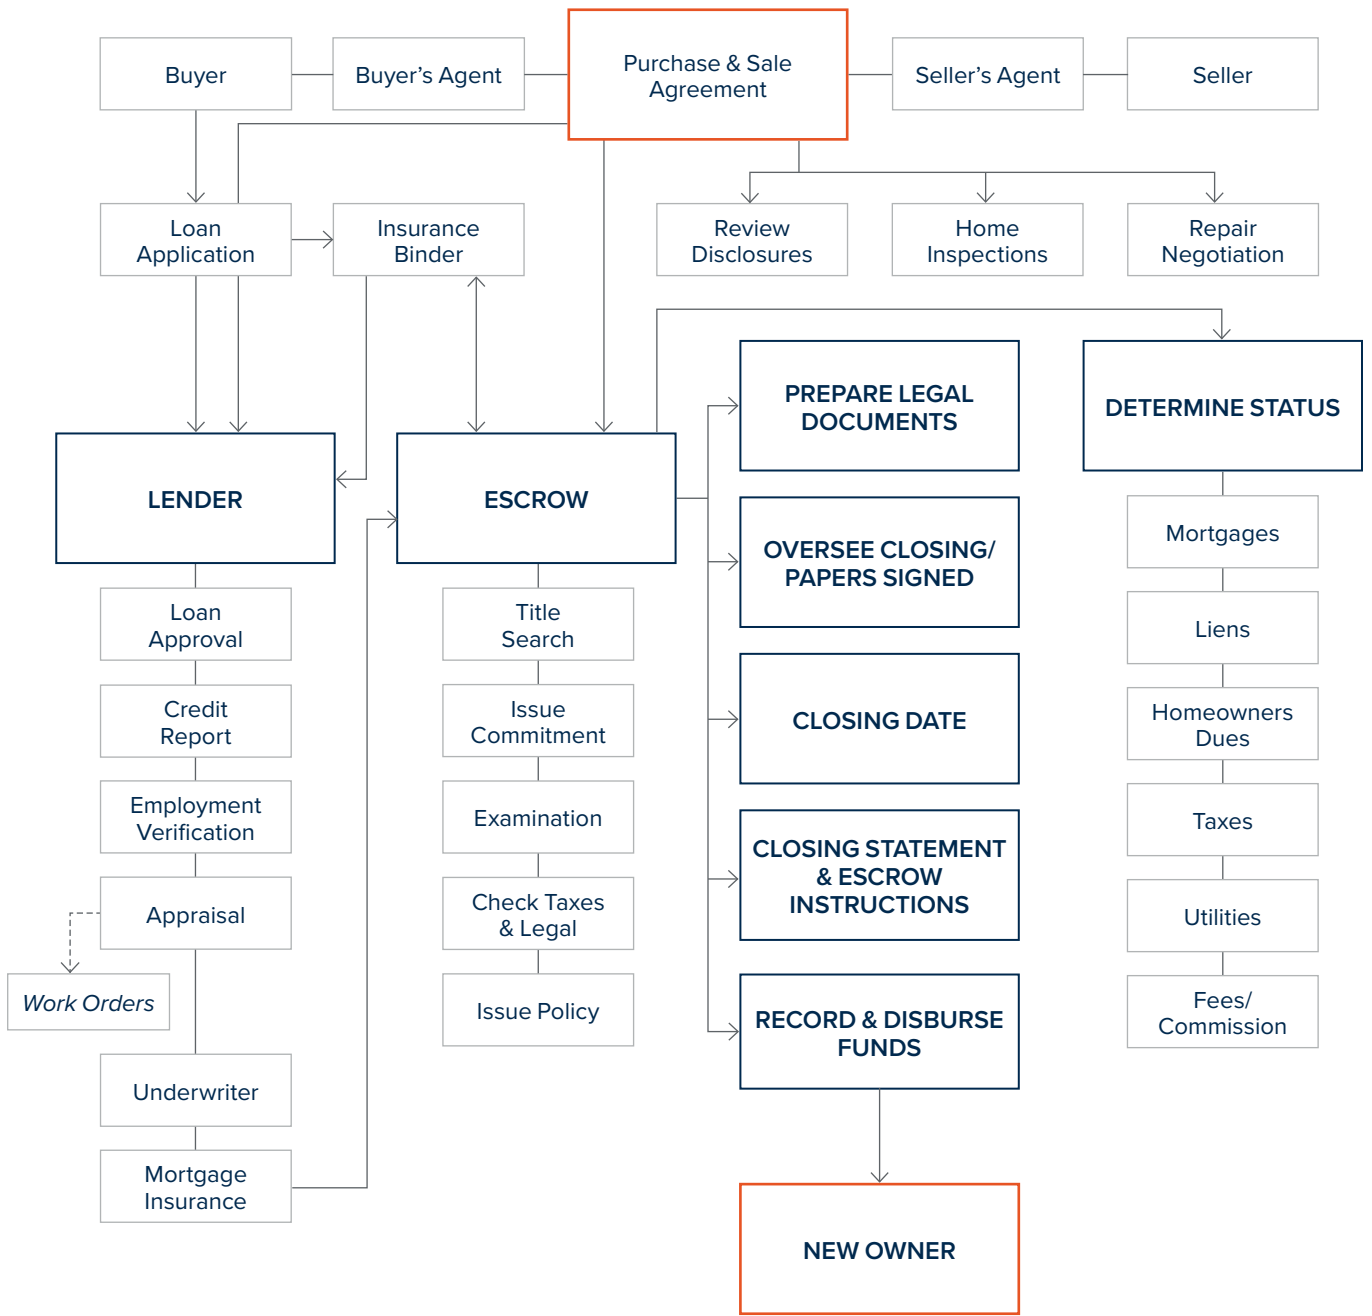 Buyer
Buyer’s Agent
Purchase & Sale
Agreement
Seller’s Agent
Seller
Loan
Application
Insurance
Binder
Review
Disclosures
Home
Inspections
Repair
Negotiation
LENDER
ESCROW
PREPARE LEGAL
DOCUMENTS
DETERMINE STATUS
OVERSEE CLOSING/
PAPERS SIGNED
CLOSING DATE
CLOSING STATEMENT
& ESCROW
INSTRUCTIONS
RECORD & DISBURSE
FUNDS
NEW OWNER
Loan
Approval
Credit
Report
Employment
Verification
Appraisal
Work Orders
Underwriter
Mortgage
Insurance
Title
Search
Issue
Commitment
Examination
Check Taxes
& Legal
Issue Policy
Mortgages
Liens
Homeowners
Dues
Taxes
Utilities
Fees/
Commission